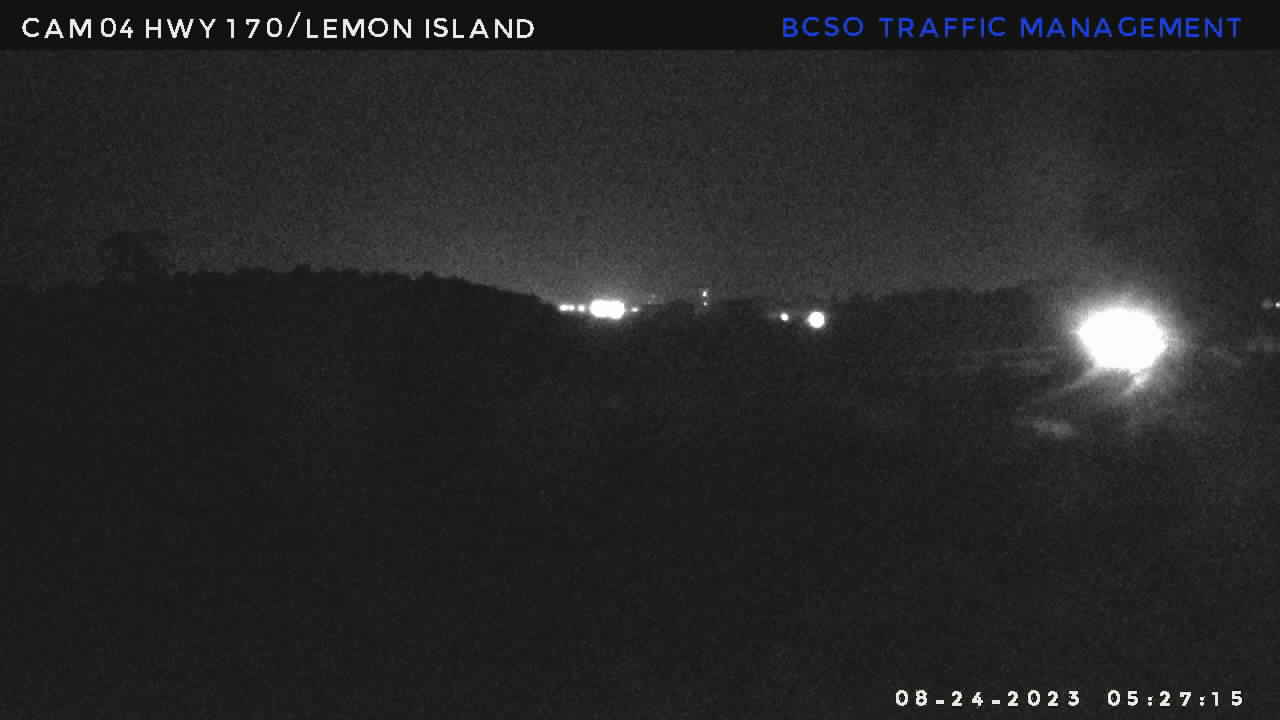 CAM04 HWY 170/LEMON ISLAND
BCSO TRAFFIC MANAGEMENT
08-24-2023 05:27:15